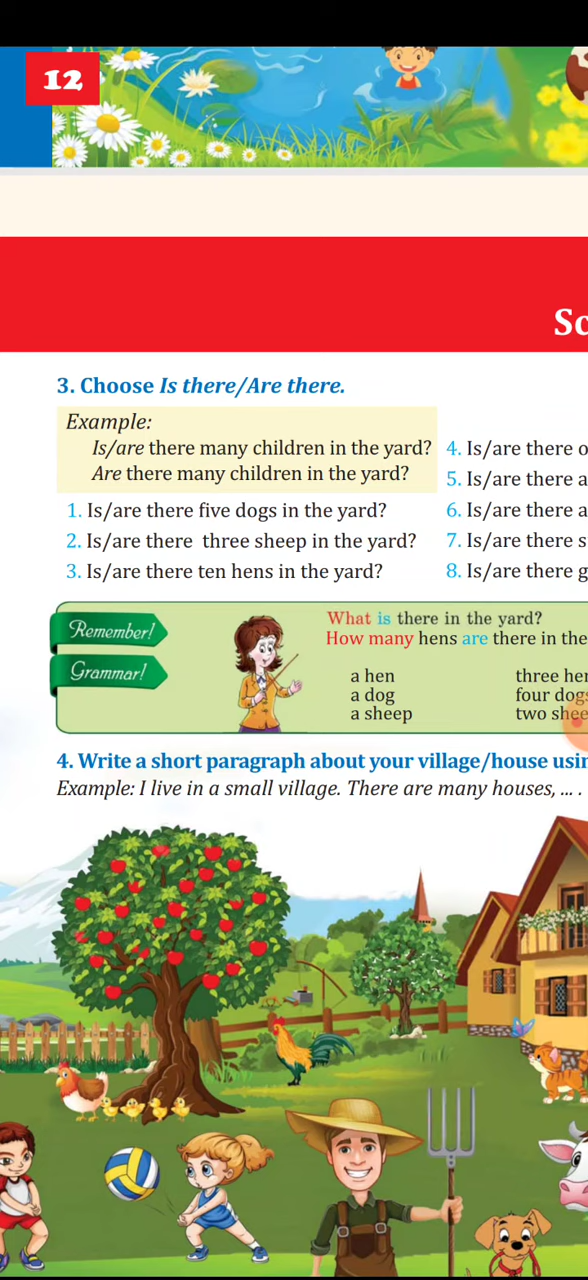 12
Sc
3. Choose Is there/Are there.
Example:
Is/are there many children in the yard?
Are there many children in the yard?
1. Is/are there five dogs in the yard?
2. Is/are there three sheep in the yard?
3. Is/are there ten hens in the yard?
4. Is/are there o
5. Is/are there a
6. Is/are there a
7. Is/are there s
8. Is/are there g
Remember!
Grammar!
What is there in the yard?
How many hens are there in the
a hen
a dog
a sheep
three her
four dogs
two shee
4. Write a short paragraph about your village/house usin
Example: I live in a small village. There are many houses, ... .